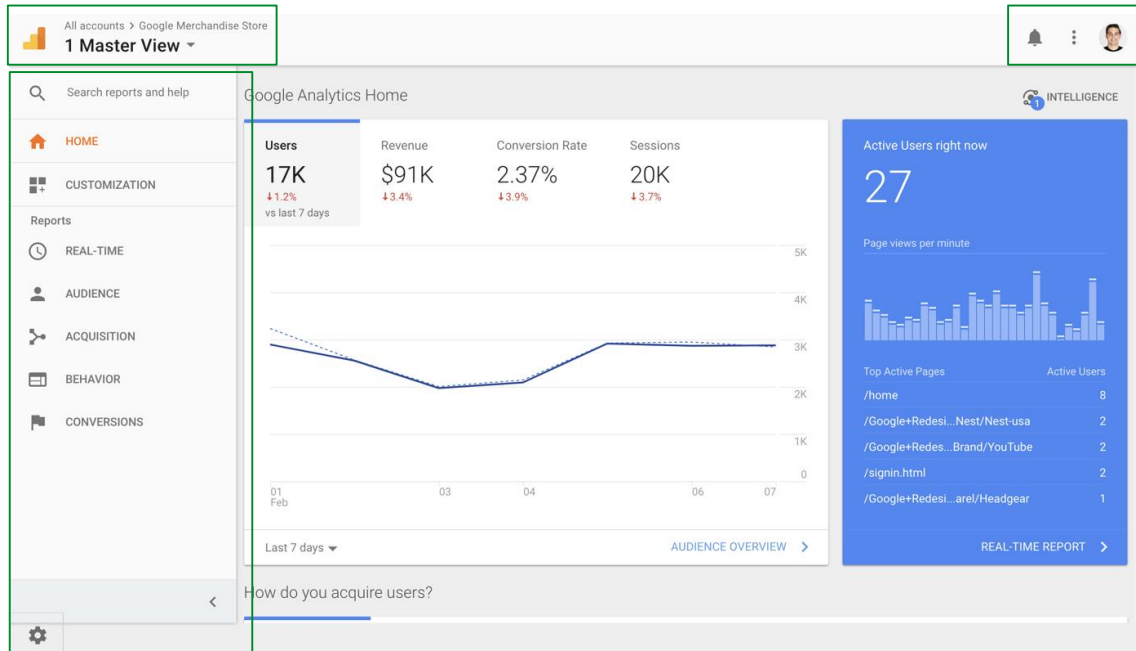 All accounts > Google Merchandise Store
1 Master View
Search reports and help
HOME
CUSTOMIZATION
Reports
REAL-TIME
AUDIENCE
ACQUISITION
BEHAVIOR
CONVERSIONS
Google Analytics Home
1 INTELLIGENCE
Users Revenue Conversion Rate Sessions
17K $91K 2.37% 20K
↓1.2% ↓3.4% ↓3.9% ↓3.7%
vs last 7 days
5K
4K
3K
2K
1K
0
01 03 04 06 07
Feb
Last 7 days AUDIENCE OVERVIEW >
Active Users right now
27
Page views per minute
Top Active Pages Active Users
/home 8
/Google+Redesi...Nest/Nest-usa 2
/Google+Redes...Brand/YouTube 2
/signin.html 2
/Google+Redesi...arel/Headgear 1
REAL-TIME REPORT >
How do you acquire users?